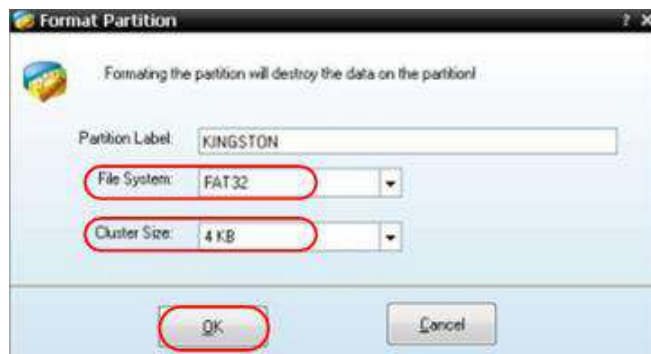 Format Partition ? X
Formating the partition will destroy the data on the partition!
Partition Label: KINGSTON
File System: FAT32
Cluster Size: 4 KB
OK Cancel